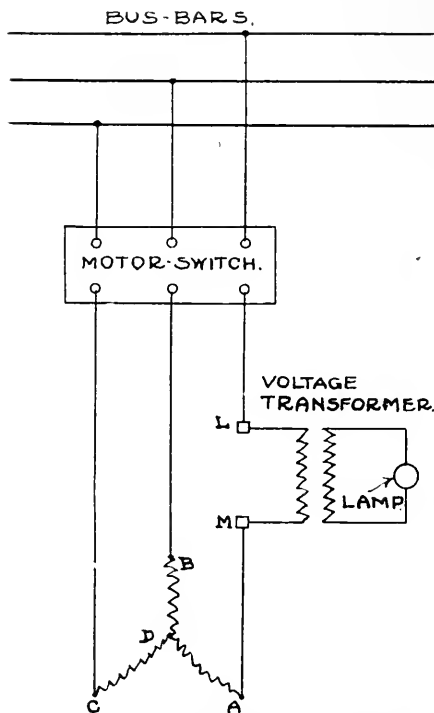 BUS-BARS.
MOTOR-SWITCH.
VOLTAGE
TRANSFORMER.
L
LAMP
M
B
D
C
A